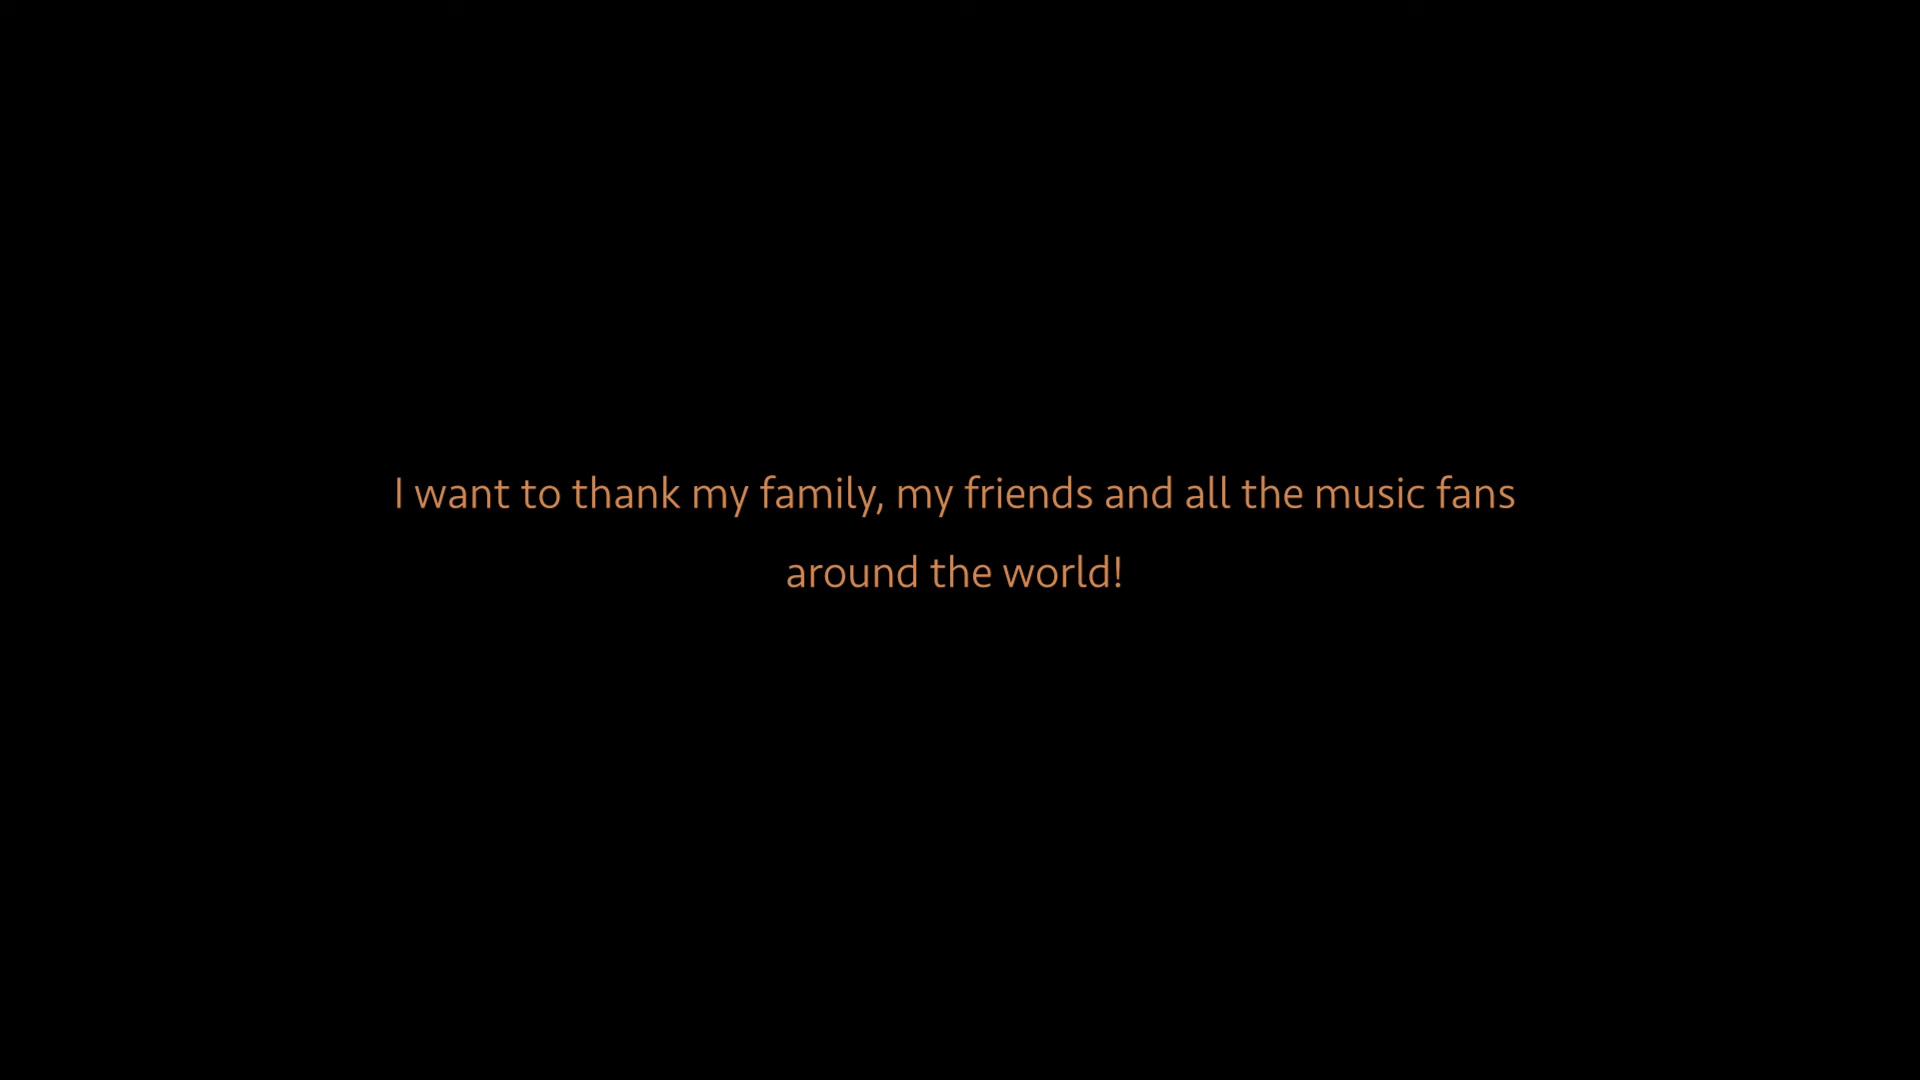 I want to thank my family, my friends and all the music fans
around the world!